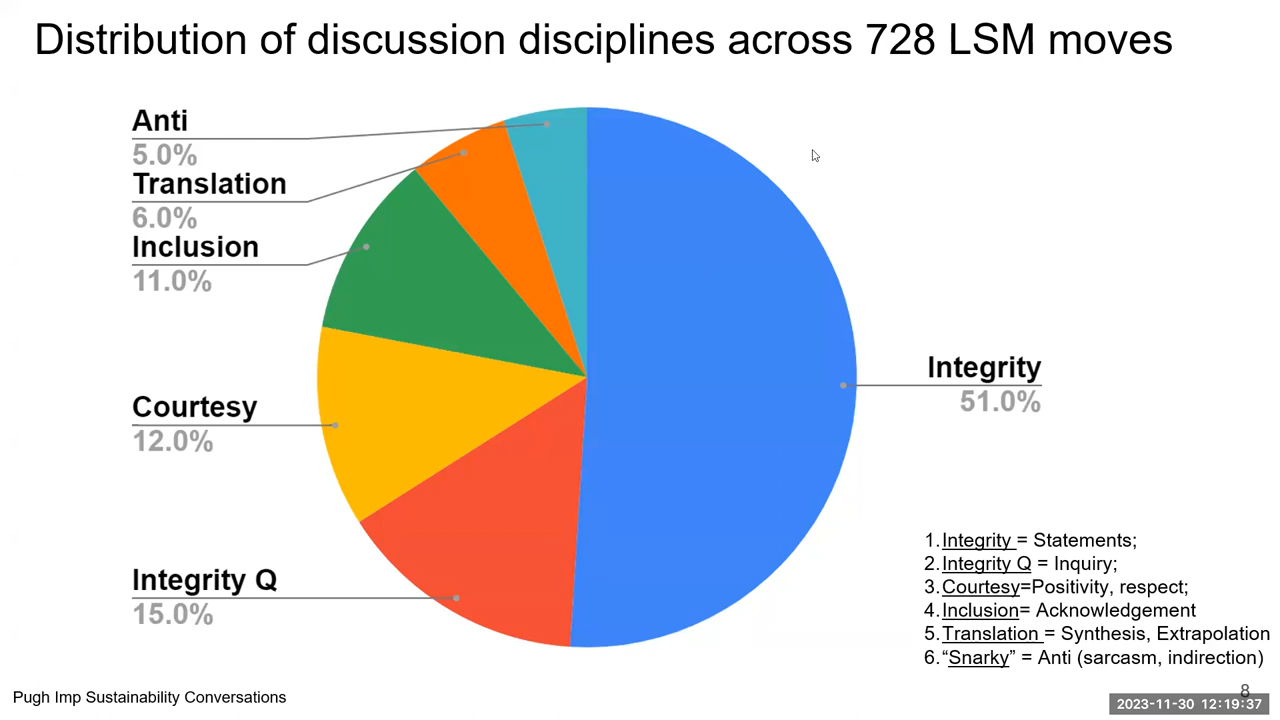 Distribution of discussion disciplines across 728 LSM moves
Anti
5.0%
Translation
6.0%
Inclusion
11.0%
Courtesy
12.0%
Integrity Q
15.0%
Integrity
51.0%
1. Integrity = Statements;
2. Integrity Q = Inquiry;
3. Courtesy=Positivity, respect;
4. Inclusion= Acknowledgement
5. Translation = Synthesis, Extrapolation
6. “Snarky” = Anti (sarcasm, indirection)
Pugh Imp Sustainability Conversations
8
2023-11-30 12:19:37